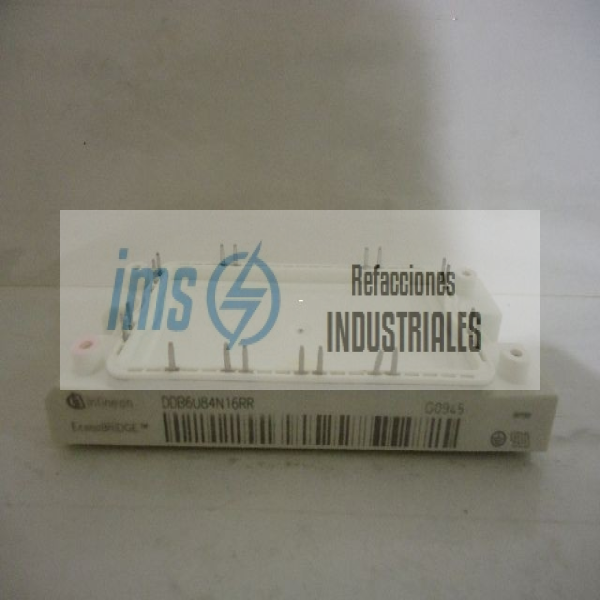 ims
Refacciones
INDUSTRIALES
Infineon
DDB6U84N16RR
G0945
EconoBRIDGE™